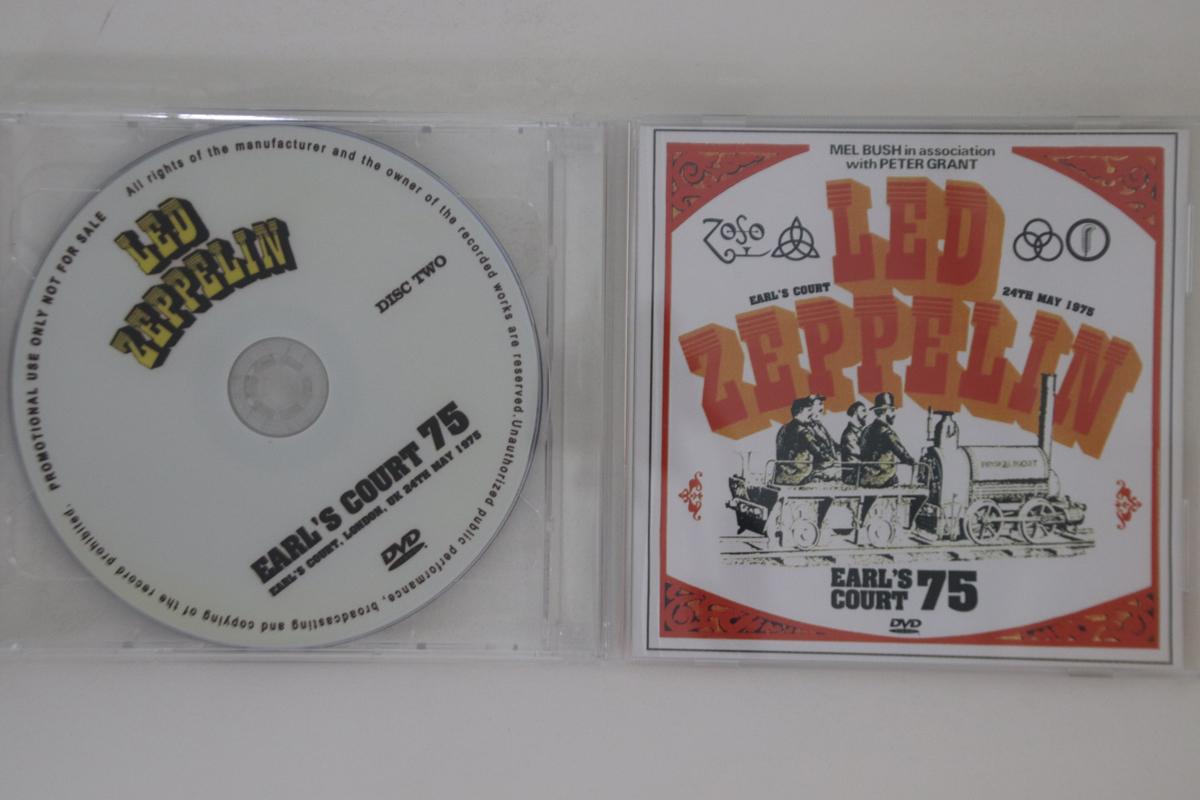 PROMOTIONAL USE ONLY NOT FOR SALE
All rights of the manufacturer and the owner of the recorded works are reserved. Unauthorized public performance, broadcasting and copying of the record prohibited.
LED
ZEPPELIN
DISC TWO
EARL'S COURT 75
EARL'S COURT, LONDON, UK 24TH MAY 1975
DVD
MEL BUSH in association
with PETER GRANT
LED
EARL'S COURT
24TH MAY 1975
ZEPPELIN
EARL'S
COURT 75
DVD